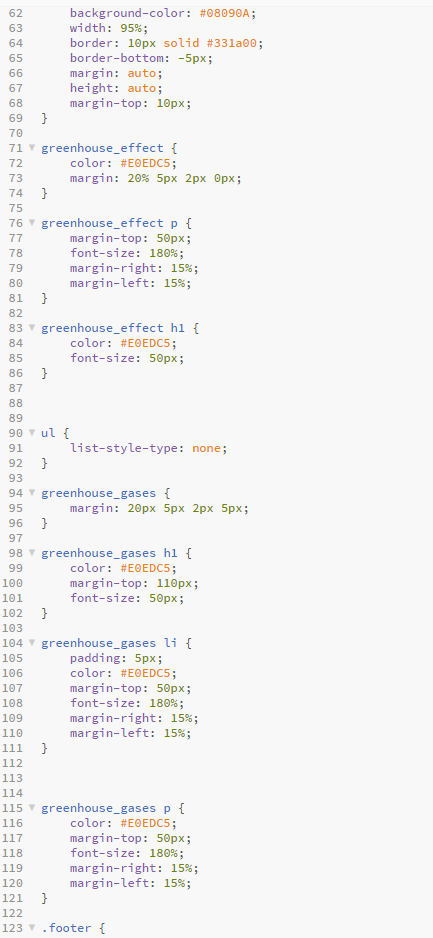 62 background-color: #08090A;
63 width: 95%;
64 border: 10px solid #331a00;
65 border-bottom: -5px;
66 margin: auto;
67 height: auto;
68 margin-top: 10px;
69 }
70
71 greenhouse_effect {
72 color: #E0EDC5;
73 margin: 20% 5px 2px 0px;
74 }
75
76 greenhouse_effect p {
77 margin-top: 50px;
78 font-size: 180%;
79 margin-right: 15%;
80 margin-left: 15%;
81 }
82
83 greenhouse_effect h1 {
84 color: #E0EDC5;
85 font-size: 50px;
86 }
87
88
89
90 ul {
91 list-style-type: none;
92 }
93
94 greenhouse_gases {
95 margin: 20px 5px 2px 5px;
96 }
97
98 greenhouse_gases h1 {
99 color: #E0EDC5;
100 margin-top: 110px;
101 font-size: 50px;
102 }
103
104 greenhouse_gases li {
105 padding: 5px;
106 color: #E0EDC5;
107 margin-top: 50px;
108 font-size: 180%;
109 margin-right: 15%;
110 margin-left: 15%;
111 }
112
113
114
115 greenhouse_gases p {
116 color: #E0EDC5;
117 margin-top: 50px;
118 font-size: 180%;
119 margin-right: 15%;
120 margin-left: 15%;
121 }
122
123 .footer {